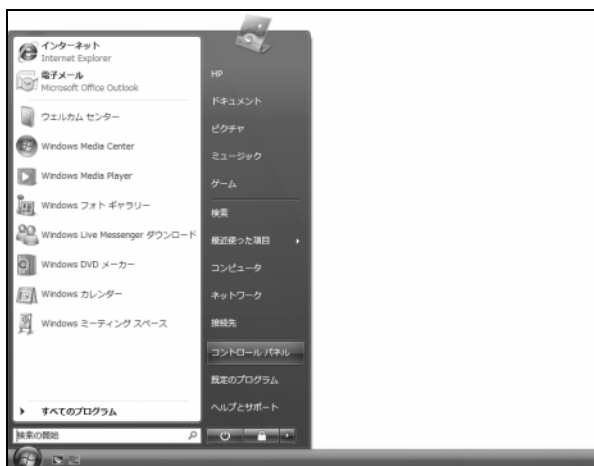 インターネット
Internet Explorer
電子メール
Microsoft Office Outlook
ウェルカム センター
Windows Media Center
Windows Media Player
Windows フォト ギャラリー
Windows Live Messenger ダウンロード
Windows DVD メーカー
Windows カレンダー
Windows ミーティング スペース
すべてのプログラム
検索の開始
HP
ドキュメント
ピクチャ
ミュージック
ゲーム
検索
最近使った項目
コンピュータ
ネットワーク
接続先
コントロール パネル
既定のプログラム
ヘルプとサポート